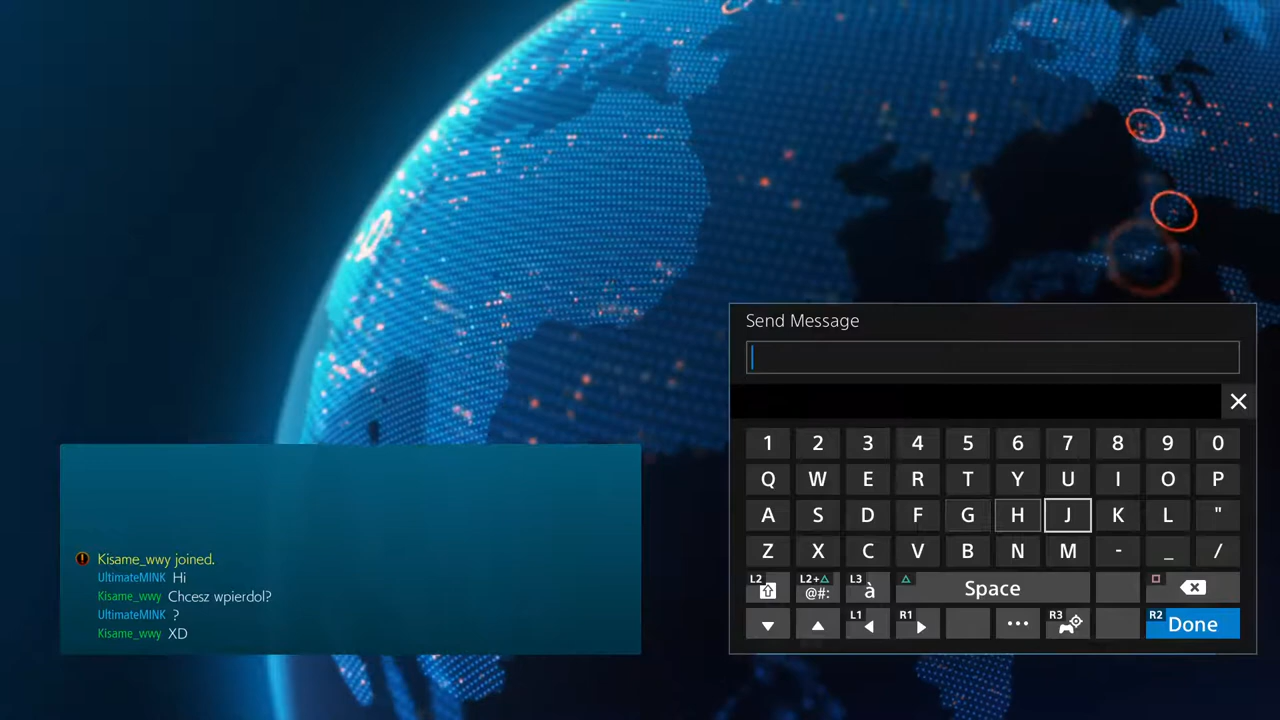 Send Message
1 2 3 4 5 6 7 8 9 0
Q W E R T Y U I O P
A S D F G H J K L "
Z X C V B N M - _ /
L2 L2+△ @#: L3 à △ Space □
L1 R1 ... R3 R2 Done
Kisame_wwy joined.
UltimateMINK Hi
Kisame_wwy Chcesz wpierdol?
UltimateMINK ?
Kisame_wwy XD